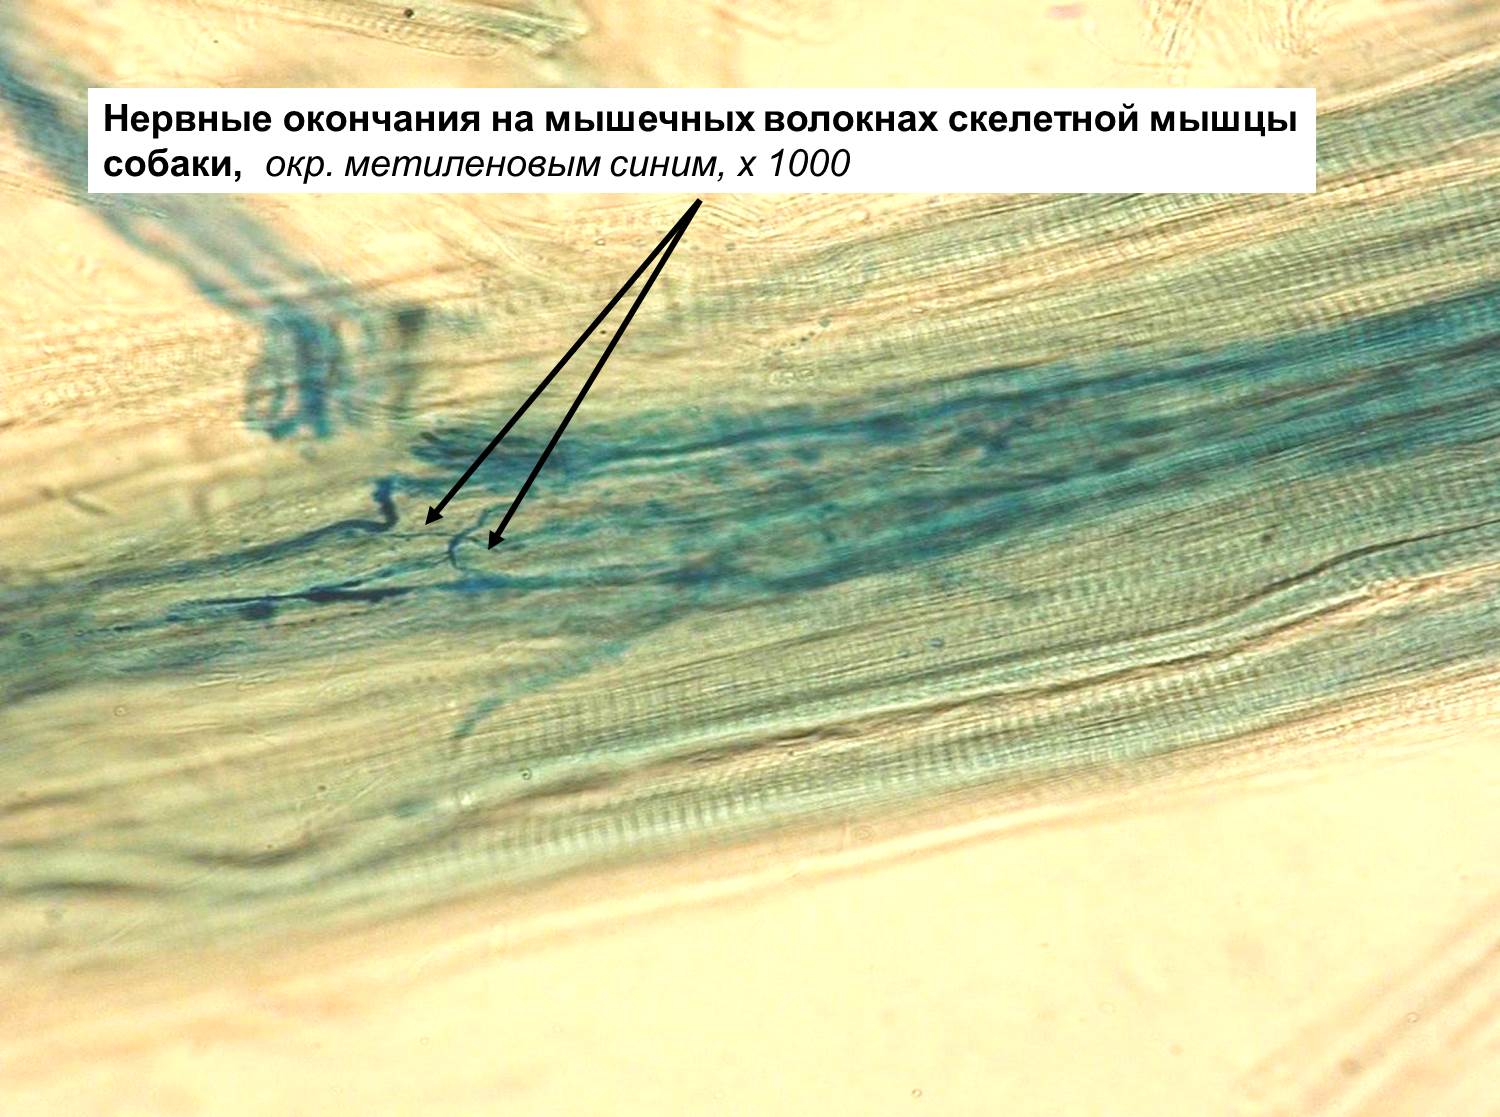 Нервные окончания на мышечных волокнах скелетной мышцы
собаки, окр. метиленовым синим, х 1000